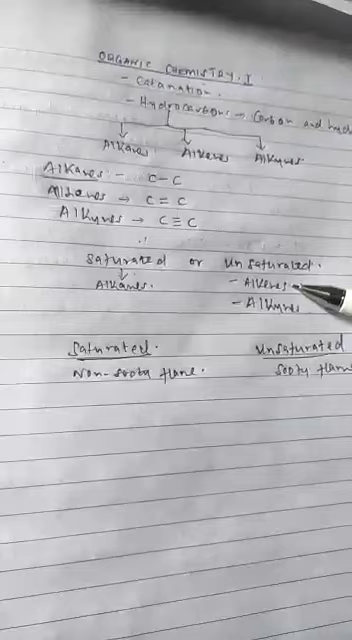 ORGANIC CHEMISTRY. I
- Catenation.
- Hydrocarbons → Carbon and
Alkanes Alkenes Alkynes
Alkanes - C-C
Alkenes → C=C
Alkynes → C≡C
Saturated or Unsaturated.
Alkanes. - Alkenes
- Alkynes
Saturated. Unsaturated
Non-sooty flame. Sooty flam